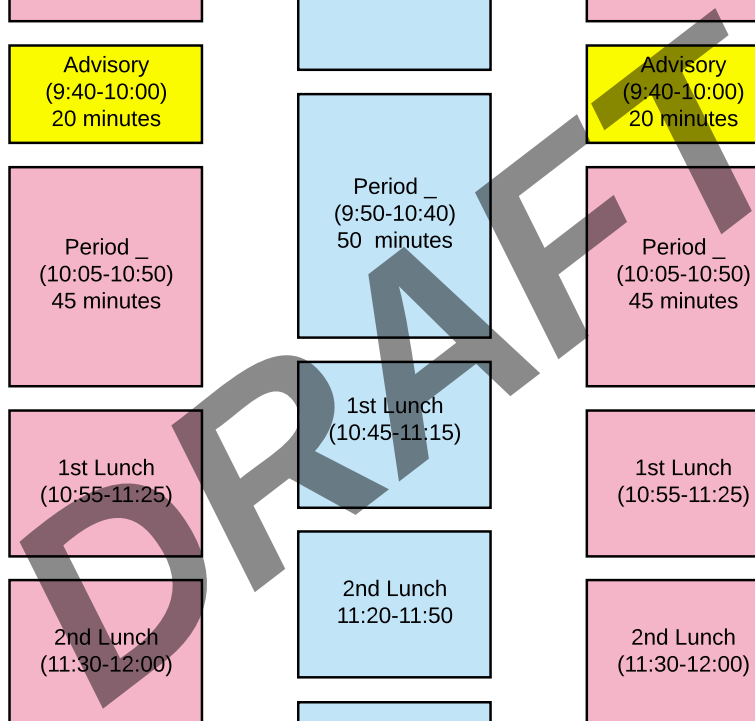 Advisory
(9:40-10:00)
20 minutes
Period _
(10:05-10:50)
45 minutes
1st Lunch
(10:55-11:25)
2nd Lunch
(11:30-12:00)
Period _
(9:50-10:40)
50  minutes
1st Lunch
(10:45-11:15)
2nd Lunch
11:20-11:50
Advisory
(9:40-10:00)
20 minutes
Period _
(10:05-10:50)
45 minutes
1st Lunch
(10:55-11:25)
2nd Lunch
(11:30-12:00)
DRAFT